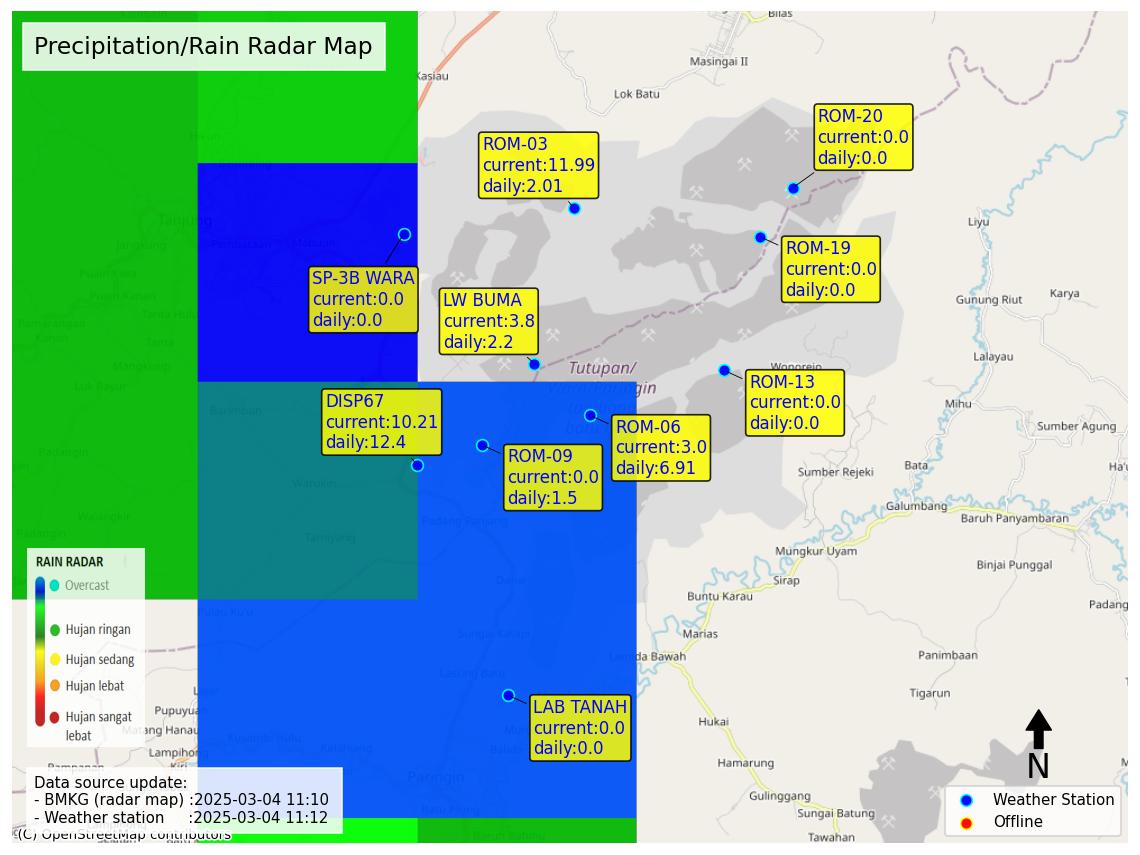 Precipitation/Rain Radar Map
Bilas
Masingai II
Kasiau
Lok Batu
ROM-20
current:0.0
daily:0.0
ROM-03
current:11.99
daily:2.01
Tanjung
Liyu
ROM-19
current:0.0
daily:0.0
SP-3B WARA
current:0.0
daily:0.0
LW BUMA
current:3.8
daily:2.2
Gunung Riut
Karya
Lalayau
Tutupan/
Wonorejo
ROM-13
current:0.0
daily:0.0
DISP67
current:10.21
daily:12.4
ROM-06
current:3.0
daily:6.91
ROM-09
current:0.0
daily:1.5
Mihu
Sumber Agung
Bata
Sumber Rejeki
Galumbang
Baruh Panyambaran
Padang Panjang
Mungkur Uyam
Binjai Punggal
Sirap
Buntu Karau
Padang
Marias
Lamida Bawah
Panimbaan
Tigarun
RAIN RADAR
Overcast
Hujan ringan
Hujan sedang
Hujan lebat
Hujan sangat
lebat
LAB TANAH
current:0.0
daily:0.0
Pupuyuan
Matang Hanau
Lampihong
Hukai
Hamarung
Paringin
Gulinggang
Sungai Batung
Tawahan
N
Data source update:
- BMKG (radar map) :2025-03-04 11:10
- Weather station :2025-03-04 11:12
(C) OpenStreetMap contributors
Weather Station
Offline